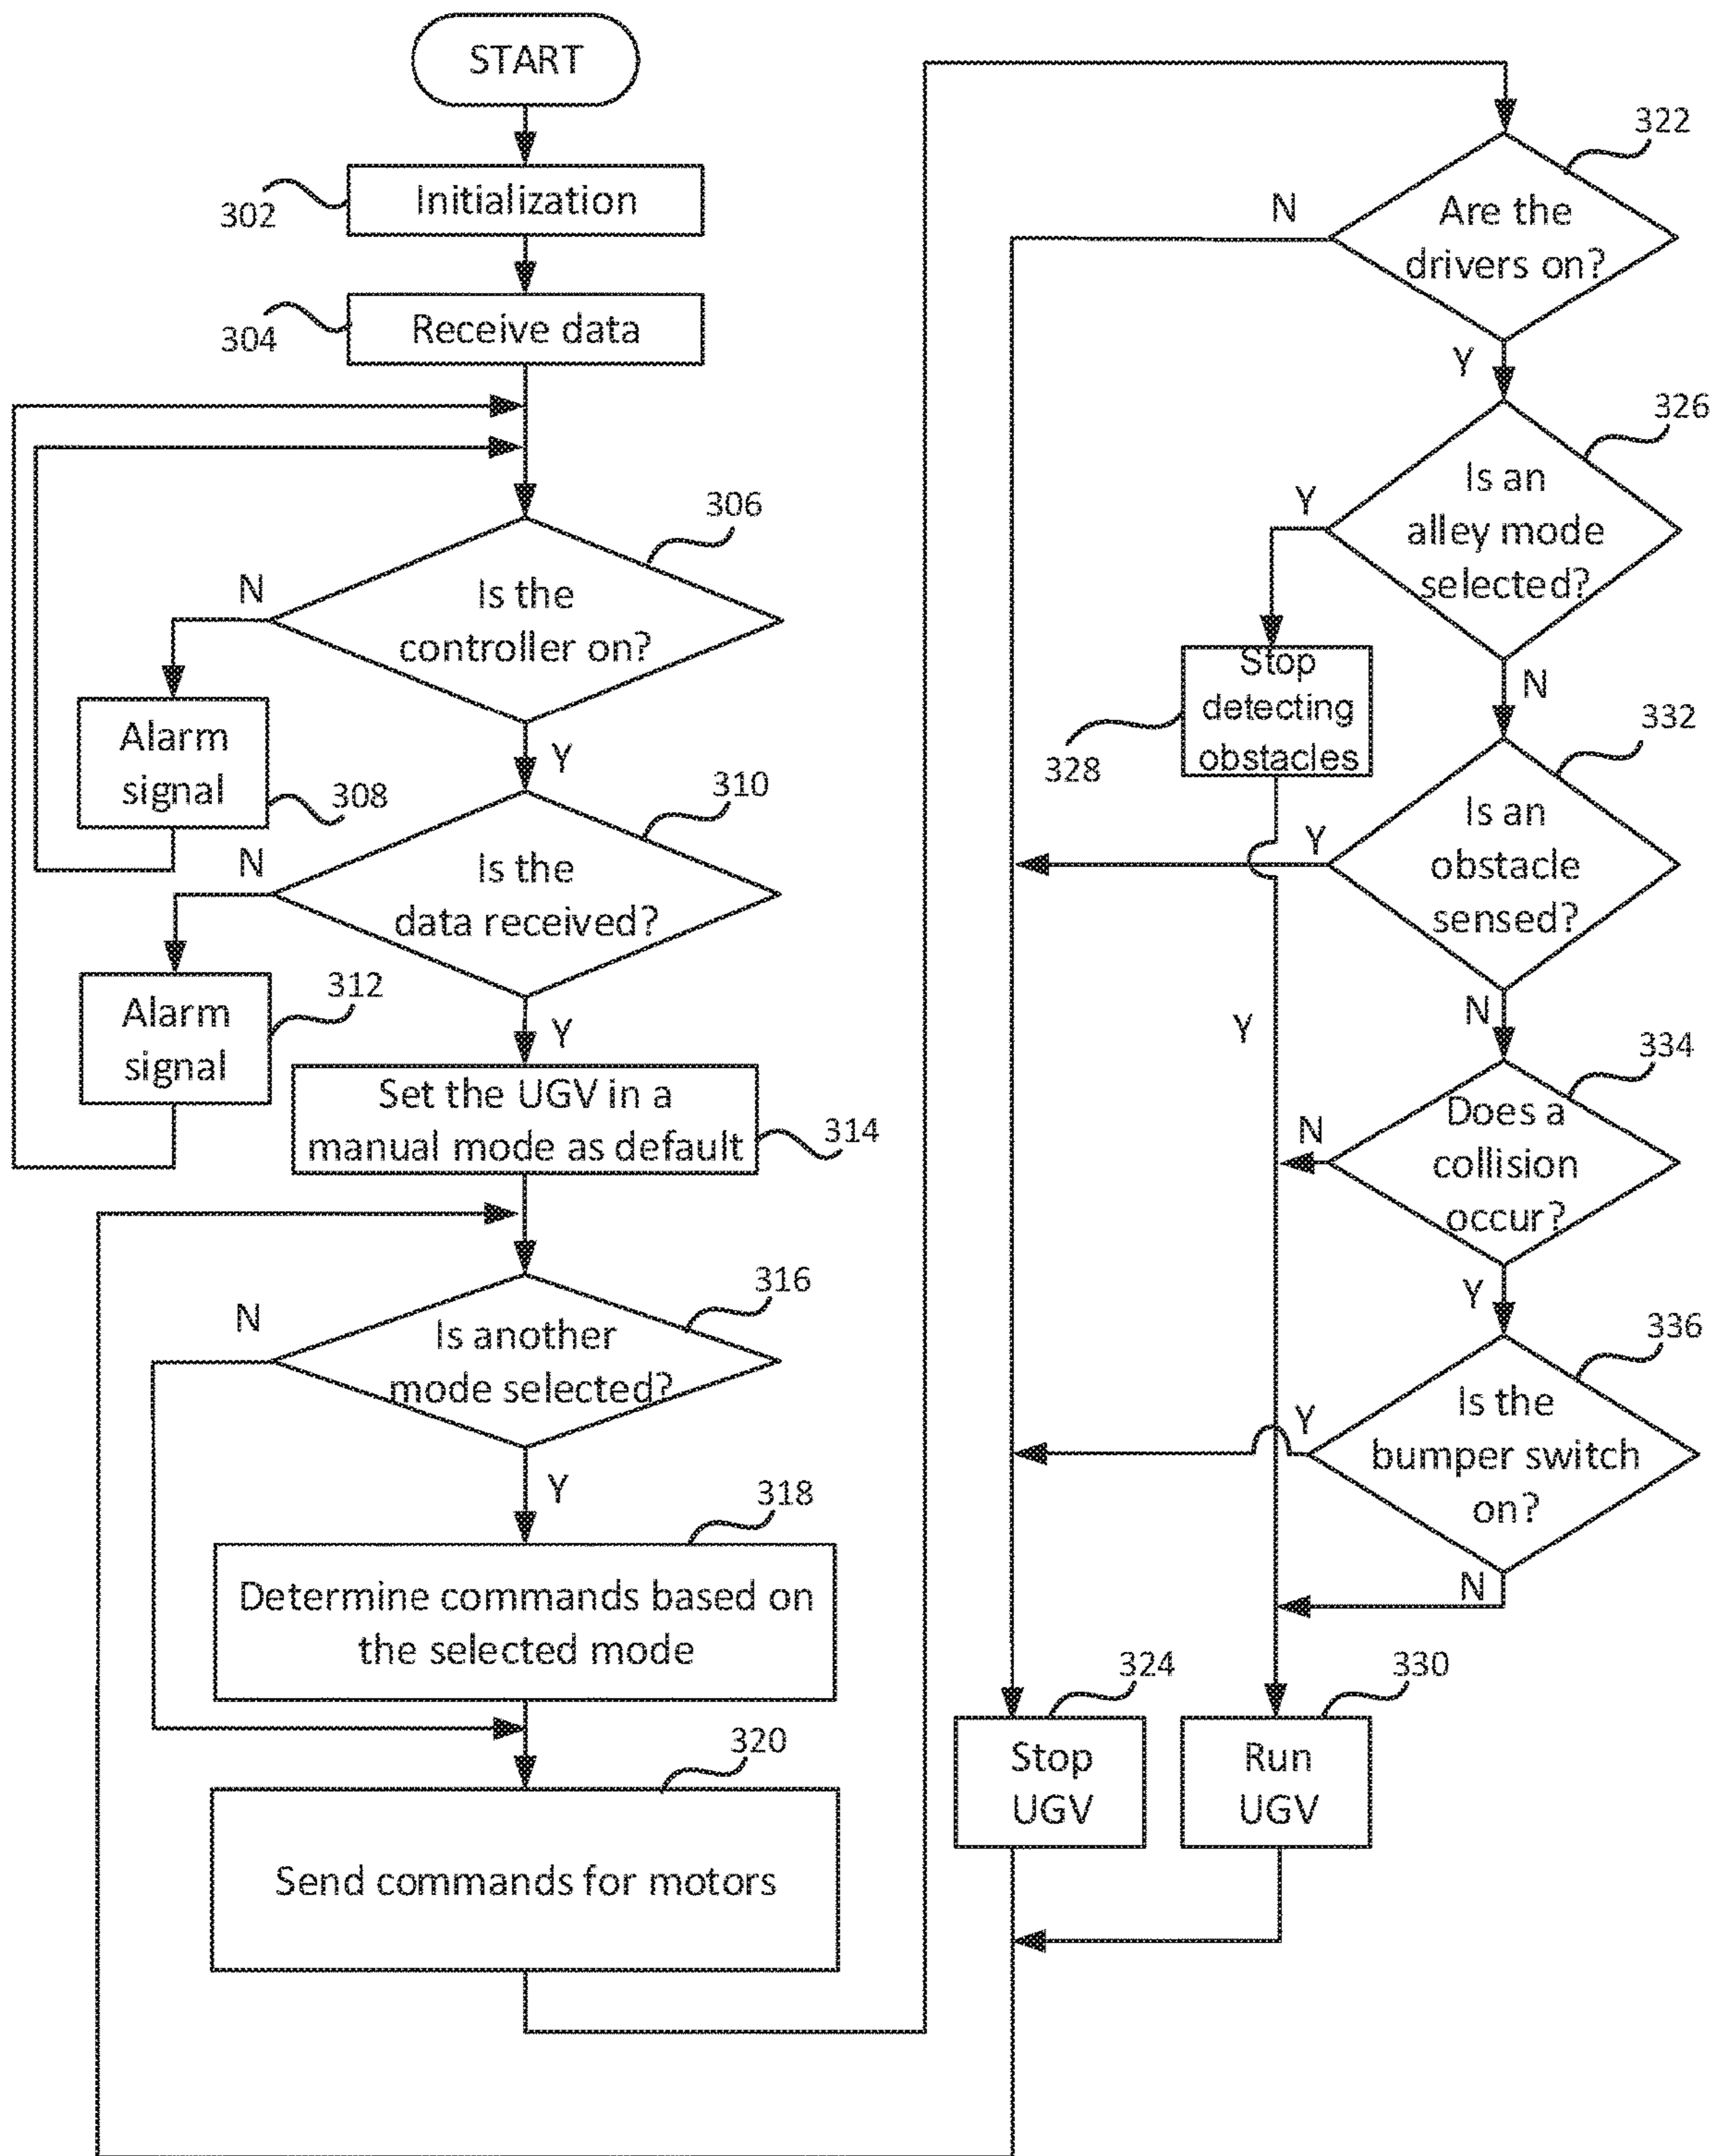 START
302
Initialization
304
Receive data
306
N
Is the
controller on?
Alarm
signal
308
Y
310
N
Is the
data received?
312
Alarm
signal
Y
Set the UGV in a
manual mode as default
314
316
N
Is another
mode selected?
Y
318
Determine commands based on
the selected mode
320
Send commands for motors
322
N
Are the
drivers on?
Y
326
Y
Is an
alley mode
selected?
Stop
detecting
obstacles
328
N
332
Y
Is an
obstacle
sensed?
Y
N
334
N
Does a
collision
occur?
Y
336
Y
Is the
bumper switch
on?
N
324
330
Stop
UGV
Run
UGV